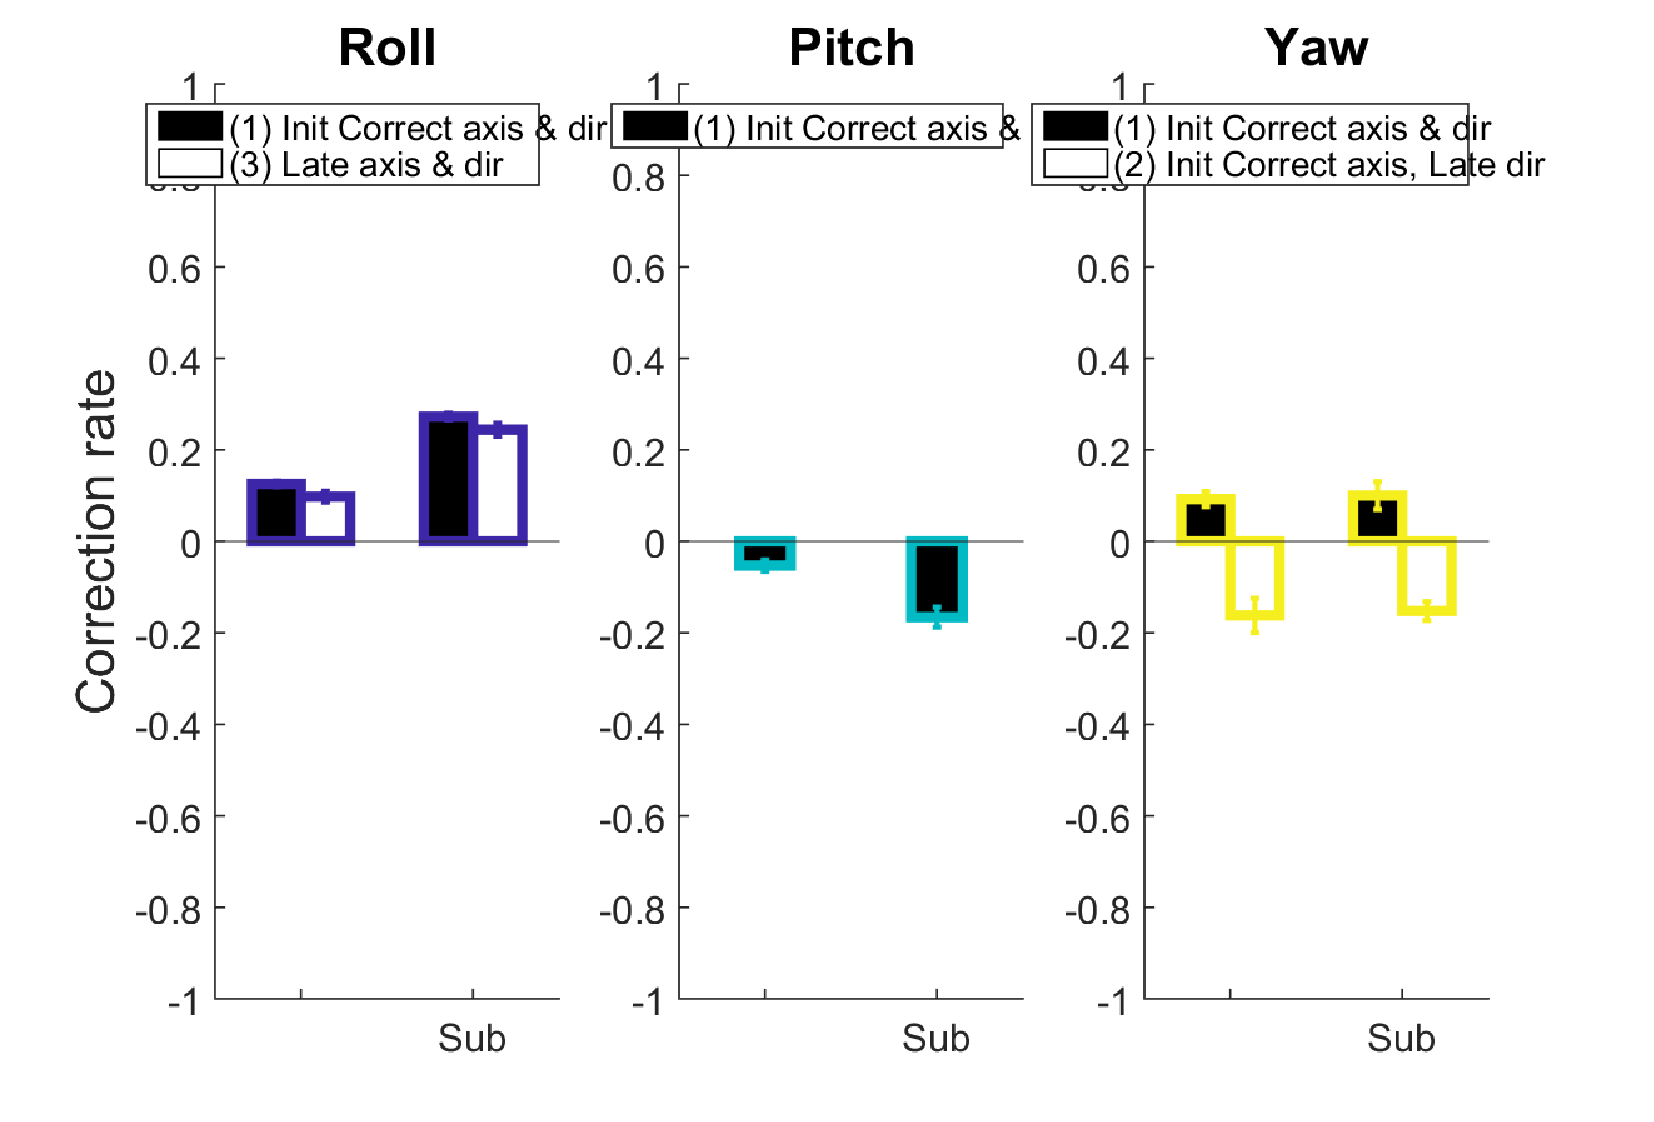 Roll
Pitch
Yaw
(1) Init Correct axis & dir
(3) Late axis & dir
(1) Init Correct axis &
(1) Init Correct axis & dir
(2) Init Correct axis, Late dir
Correction rate
1
0.8
0.6
0.4
0.2
0
-0.2
-0.4
-0.6
-0.8
-1
Sub
1
0.8
0.6
0.4
0.2
0
-0.2
-0.4
-0.6
-0.8
-1
Sub
1
0.8
0.6
0.4
0.2
0
-0.2
-0.4
-0.6
-0.8
-1
Sub